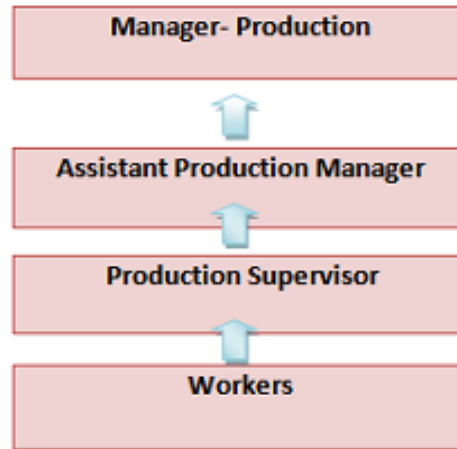 Manager- Production
Assistant Production Manager
Production Supervisor
Workers